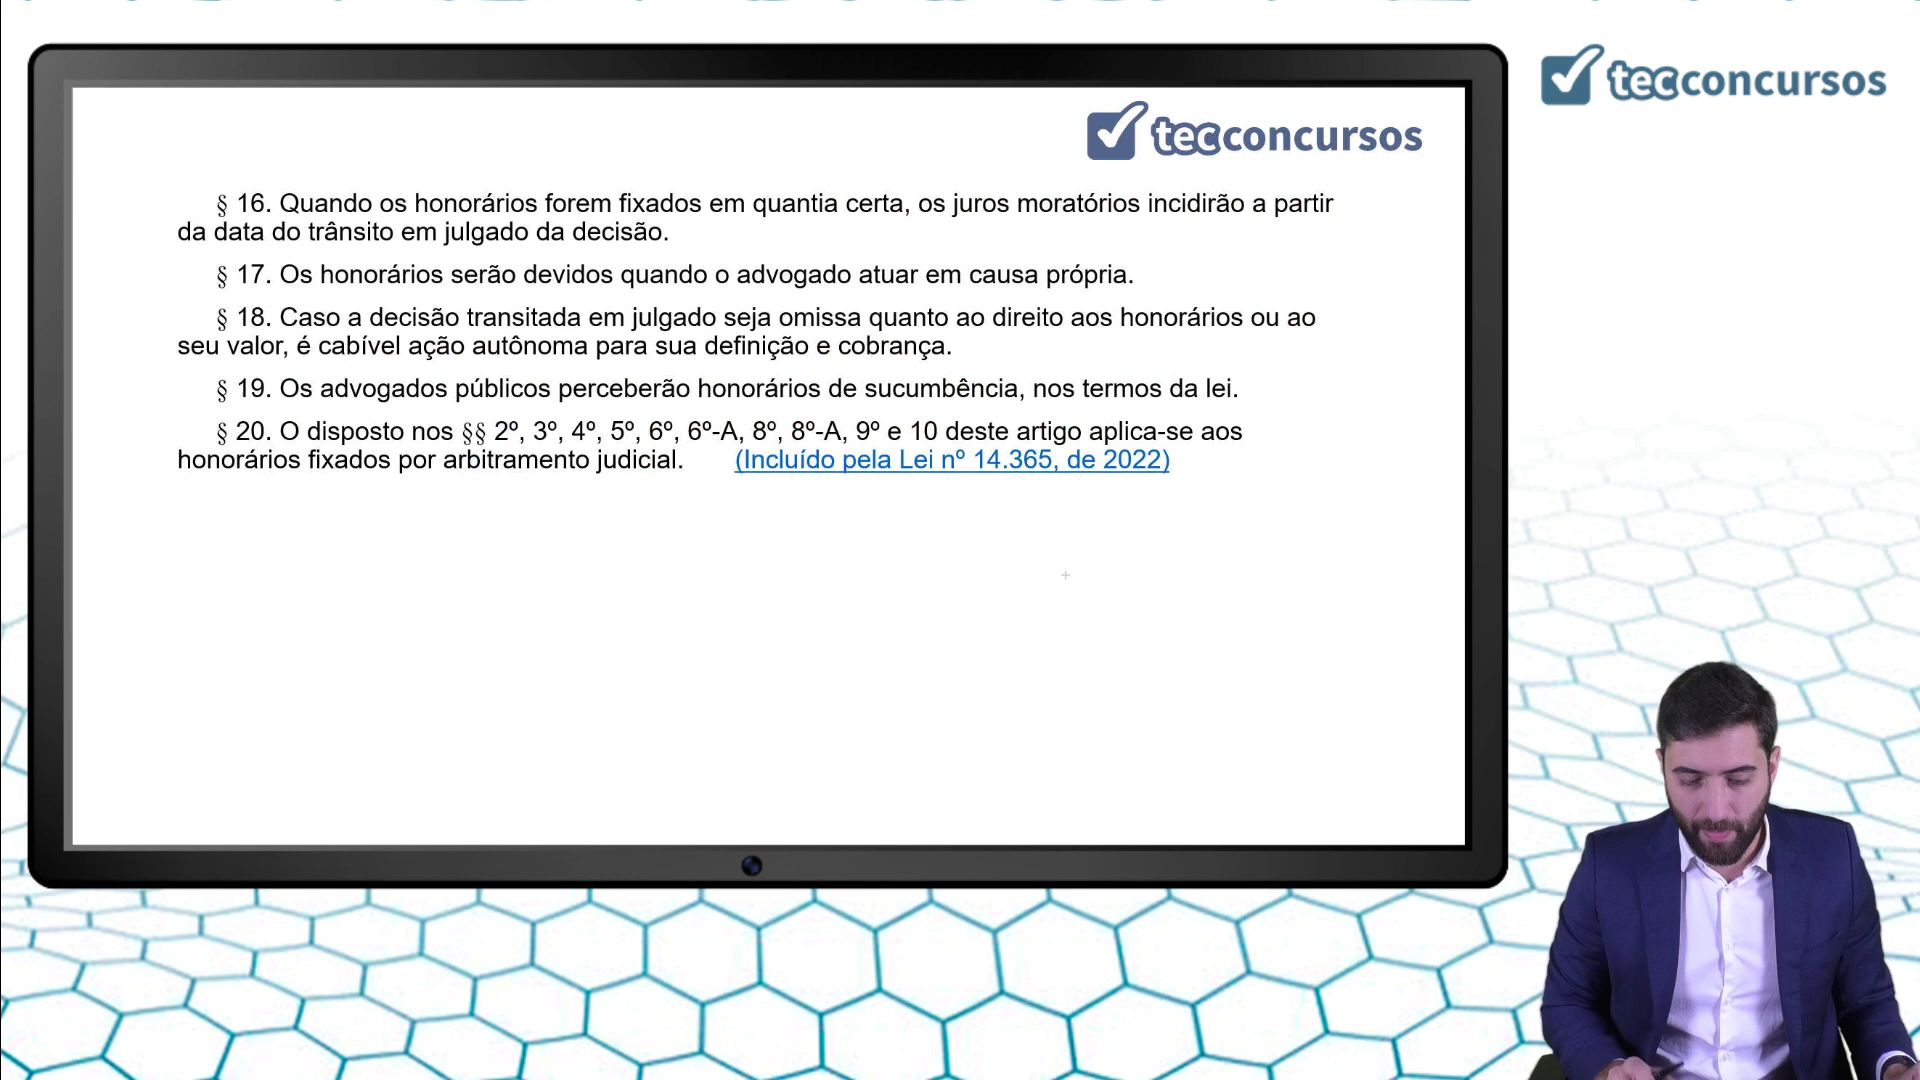 tecconcursos
tecconcursos
§ 16. Quando os honorários forem fixados em quantia certa, os juros moratórios incidirão a partir
da data do trânsito em julgado da decisão.
§ 17. Os honorários serão devidos quando o advogado atuar em causa própria.
§ 18. Caso a decisão transitada em julgado seja omissa quanto ao direito aos honorários ou ao
seu valor, é cabível ação autônoma para sua definição e cobrança.
§ 19. Os advogados públicos perceberão honorários de sucumbência, nos termos da lei.
§ 20. O disposto nos §§ 2º, 3º, 4º, 5º, 6º, 6º-A, 8º, 8º-A, 9º e 10 deste artigo aplica-se aos
honorários fixados por arbitramento judicial. (Incluído pela Lei nº 14.365, de 2022)